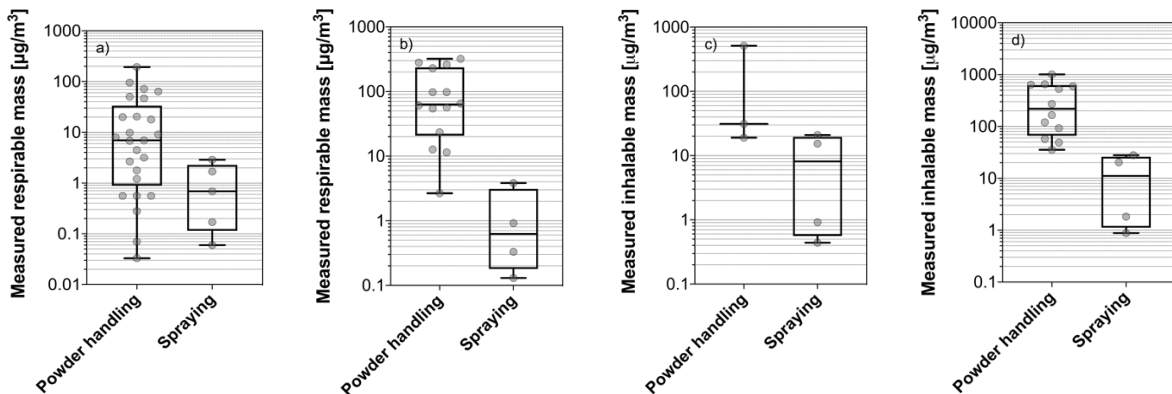 Measured respirable mass [µg/m³]
a)
1000
100
10
1
0.1
0.01
Powder handling
Spraying
Measured respirable mass [µg/m³]
b)
1000
100
10
1
0.1
Powder handling
Spraying
Measured inhalable mass [µg/m³]
c)
1000
100
10
1
0.1
Powder handling
Spraying
Measured inhalable mass [µg/m³]
d)
10000
1000
100
10
1
0.1
Powder handling
Spraying